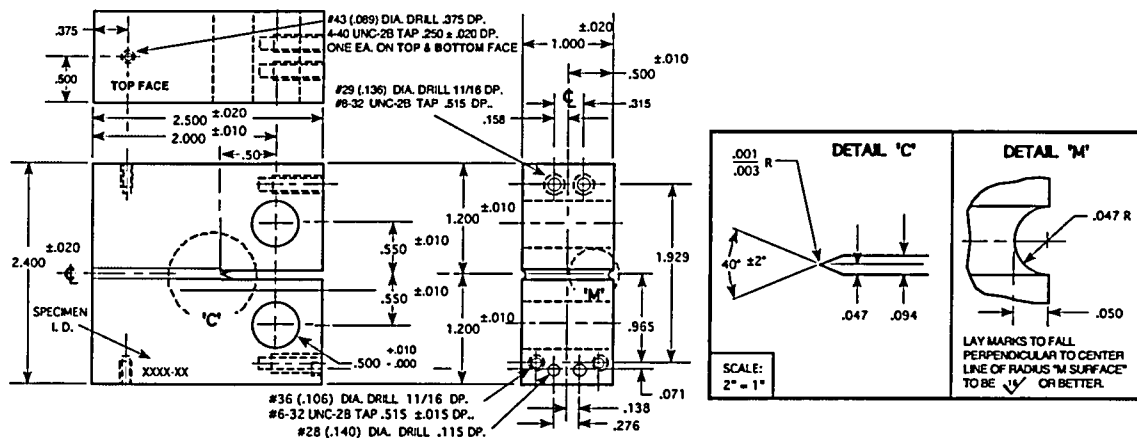 #43 (.089) DIA. DRILL .375 DP.
4-40 UNC-2B TAP .250 ± .020 DP.
ONE EA. ON TOP & BOTTOM FACE
.375
.500
TOP FACE
2.500 ±.020
2.000 ±.010
.50
#29 (.136) DIA. DRILL 11/16 DP.
#8-32 UNC-2B TAP .515 DP..
±.020
1.000
±.010
.500
℄
.315
.158
±.020
2.400
℄
SPECIMEN
I. D.
XXXX-XX
"C"
.550 ±.010
.550 ±.010
.500 +.010
- .000
1.200 ±.010
1.200 ±.010
"M"
1.929
.965
.071
.138
.276
#36 (.106) DIA. DRILL 11/16 DP.
#6-32 UNC-2B TAP .515 ±.015 DP..
#28 (.140) DIA. DRILL .115 DP.
DETAIL "C"
.001
.003 R
40° ±2°
.047
.094
SCALE:
2" = 1"
DETAIL "M"
.047 R
.050
LAY MARKS TO FALL
PERPENDICULAR TO CENTER
LINE OF RADIUS "M SURFACE"
TO BE 16 OR BETTER.